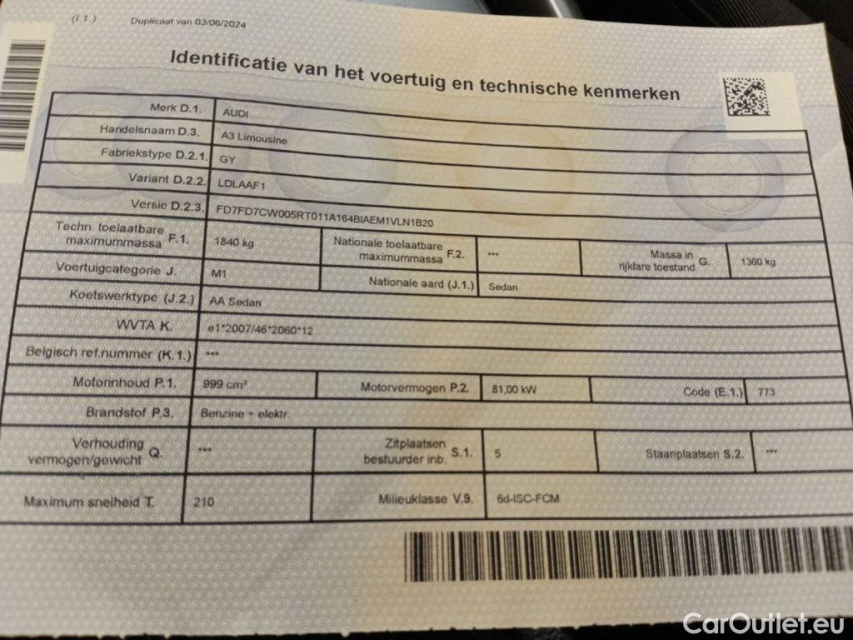 (I.1.) Duplicaat van 03/06/2024
Identificatie van het voertuig en technische kenmerken
Merk D.1. AUDI
Handelsnaam D.3. A3 Limousine
Fabriekstype D.2.1. GY
Variant D.2.2. LDLAAF1
Versie D.2.3. FD7FD7CW005RT011A164BIAEM1VLN1B20
Techn. toelaatbare maximummassa F.1. 1840 kg Nationale toelaatbare maximummassa F.2. *** Massa in rijklare toestand G. 1360 kg
Voertuigcategorie J. M1 Nationale aard (J.1.) Sedan
Koetswerktype (J.2.) AA Sedan
WVTA K. e1*2007/46*2060*12
Belgisch ref.nummer (K.1.) ***
Motorinhoud P.1. 999 cm³ Motorvermogen P.2. 81,00 kW Code (E.1.) 773
Brandstof P.3. Benzine + elektr.
Verhouding vermogen/gewicht Q. *** Zitplaatsen bestuurder inb. S.1. 5 Staanplaatsen S.2. ***
Maximum snelheid T. 210 Milieuklasse V.9. 6d-ISC-FCM
CarOutlet.eu